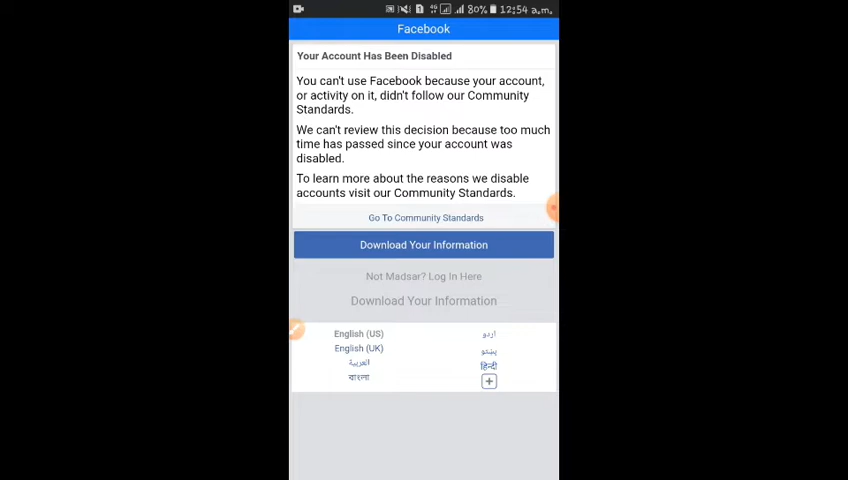 80% 12:54 a.m.
Facebook
Your Account Has Been Disabled
You can't use Facebook because your account,
or activity on it, didn't follow our Community
Standards.
We can't review this decision because too much
time has passed since your account was
disabled.
To learn more about the reasons we disable
accounts visit our Community Standards.
Go To Community Standards
Download Your Information
Not Madsar? Log In Here
Download Your Information
English (US) اردو
English (UK) پښتو
العربية हिन्दी
বাংলা